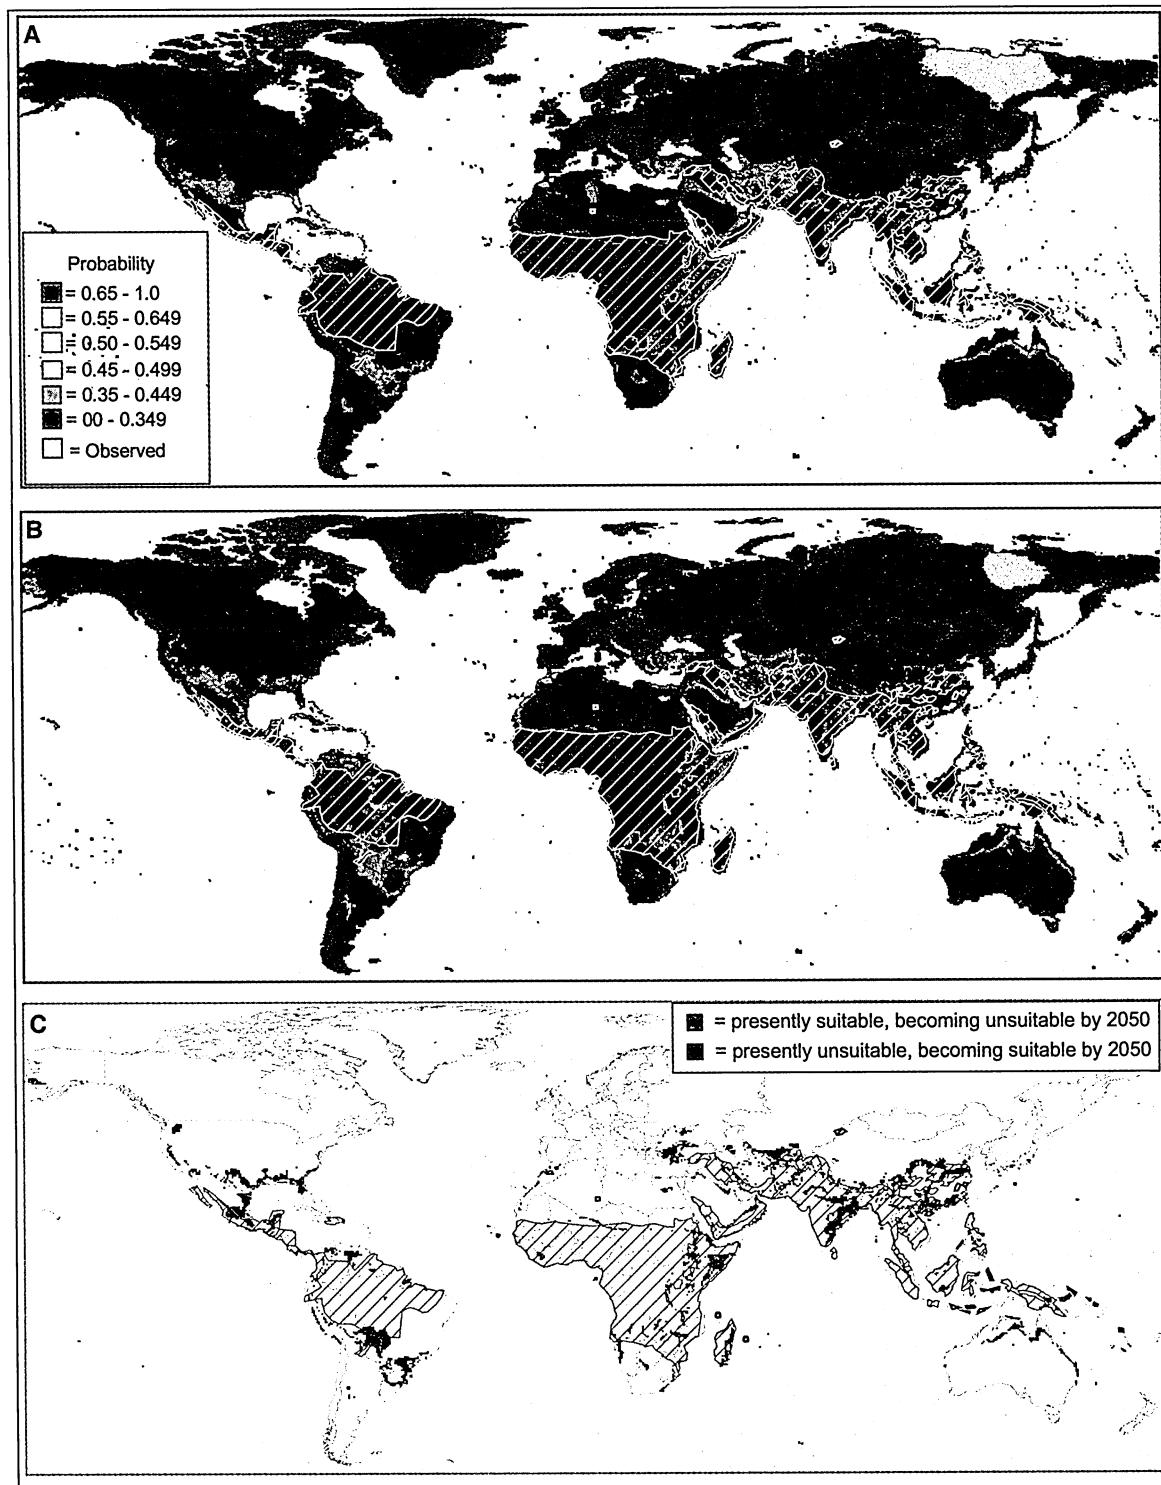 A
Probability
= 0.65 - 1.0
= 0.55 - 0.649
= 0.50 - 0.549
= 0.45 - 0.499
= 0.35 - 0.449
= 00 - 0.349
= Observed
B
C
= presently suitable, becoming unsuitable by 2050
= presently unsuitable, becoming suitable by 2050